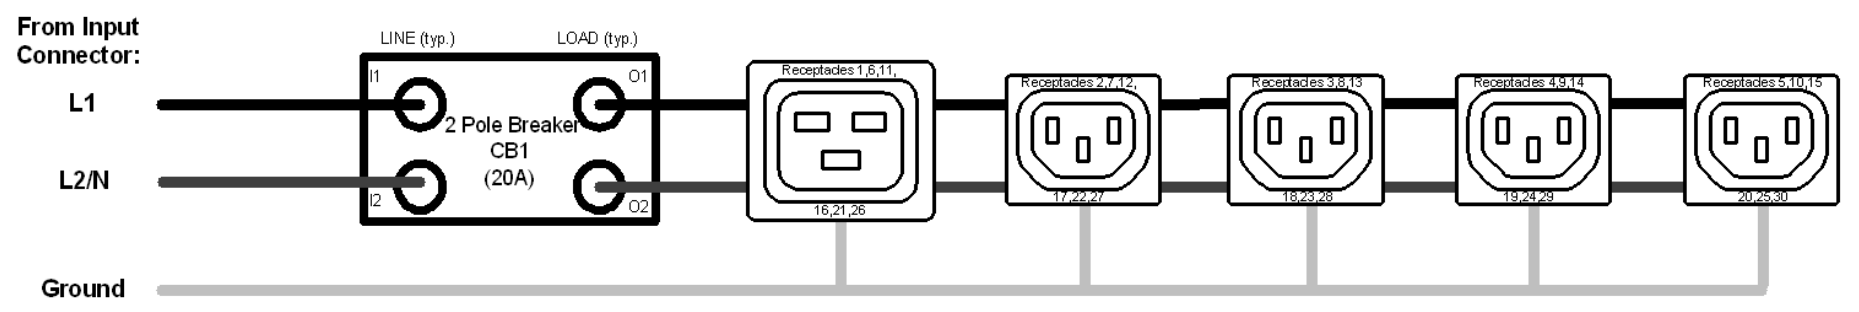 From Input
Connector:
LINE (typ.)
LOAD (typ.)
I1
O1
L1
2 Pole Breaker
CB1
(20A)
L2/N
I2
O2
Receptacles 1,6,11,
16,21,26
Receptacles 2,7,12,
17,22,27
Receptacles 3,8,13
18,23,28
Receptacles 4,9,14
19,24,29
Receptacles 5,10,15
20,25,30
Ground